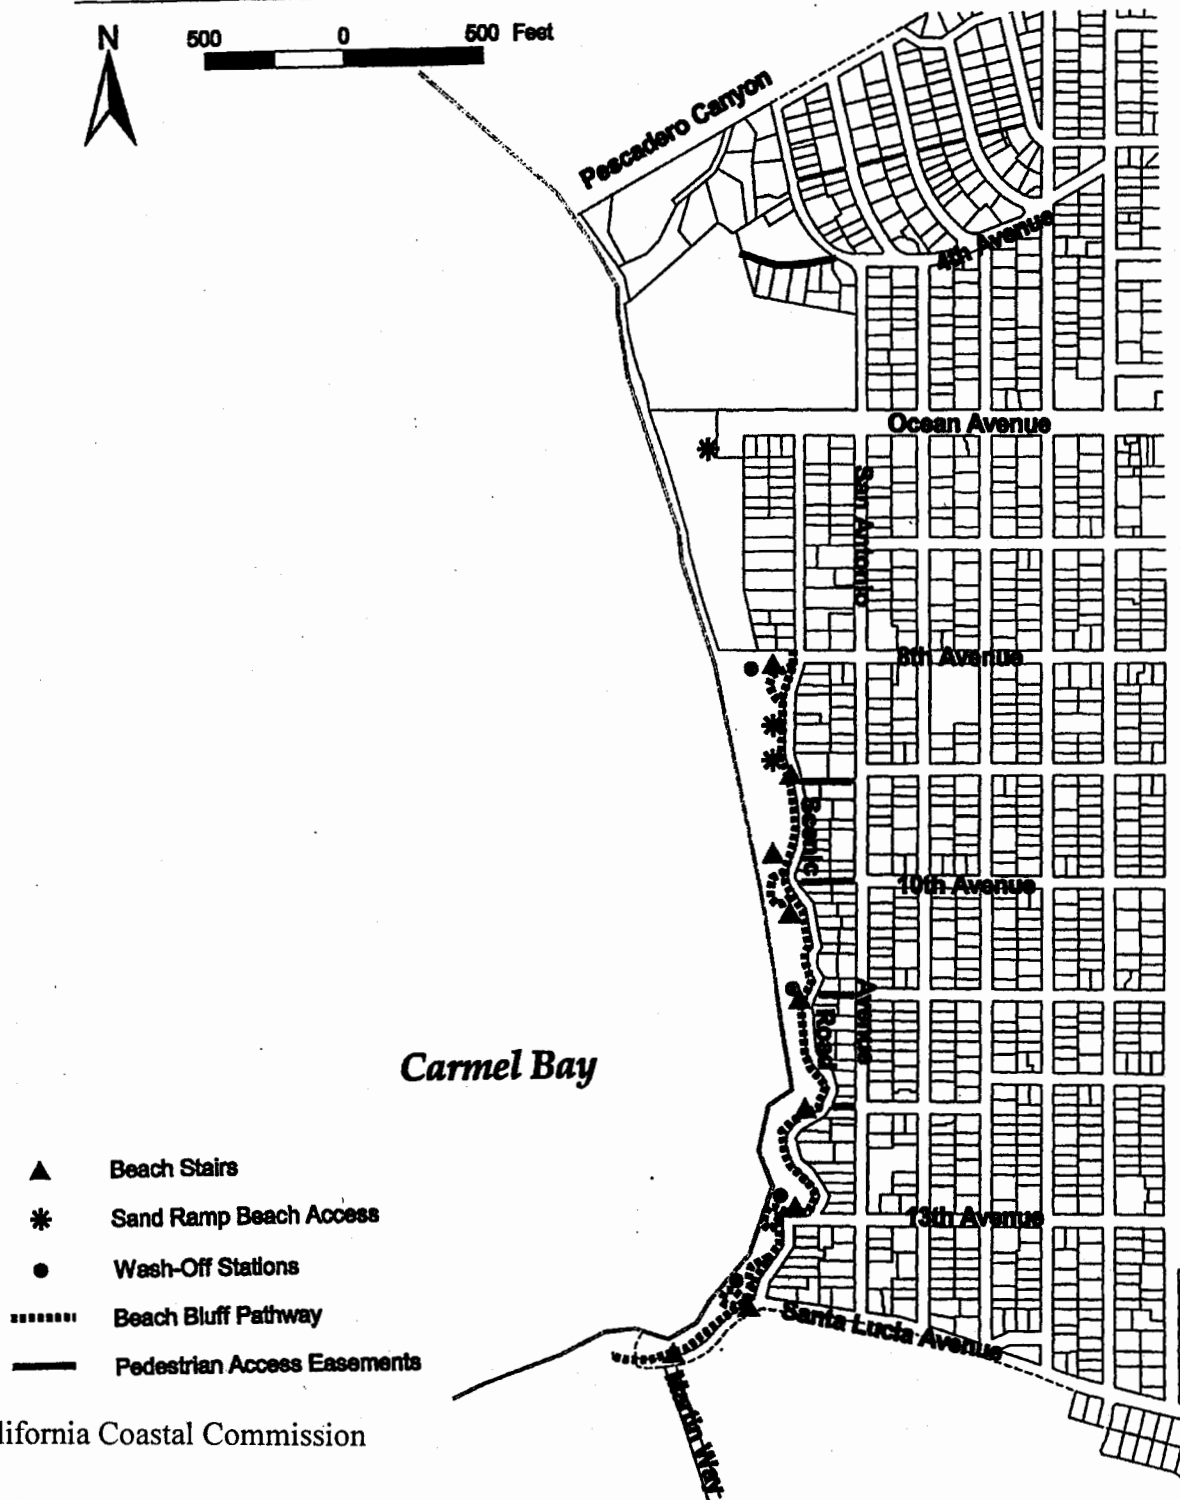 N
500 0 500 Feet
Pescadero Canyon
4th Avenue
Ocean Avenue
San Antonio
8th Avenue
Scenic
10th Avenue
Avenue
Road
Carmel Bay
Beach Stairs
Sand Ramp Beach Access
13th Avenue
Wash-Off Stations
Beach Bluff Pathway
Santa Lucia Avenue
Pedestrian Access Easements
Martin Way
lifornia Coastal Commission